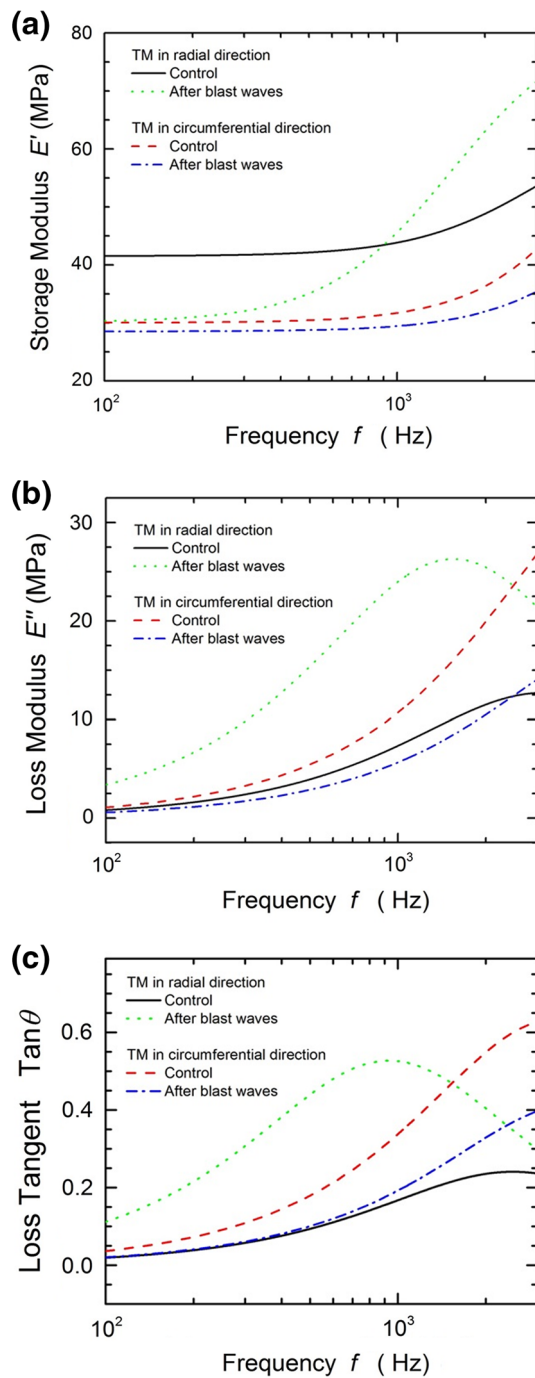 (a)
80
60
40
20
Storage Modulus E' (MPa)
TM in radial direction
Control
After blast waves
TM in circumferential direction
Control
After blast waves
10²
10³
Frequency f ( Hz)
(b)
30
20
10
0
Loss Modulus E'' (MPa)
TM in radial direction
Control
After blast waves
TM in circumferential direction
Control
After blast waves
10²
10³
Frequency f ( Hz)
(c)
0.6
0.4
0.2
0.0
Loss Tangent Tanθ
TM in radial direction
Control
After blast waves
TM in circumferential direction
Control
After blast waves
10²
10³
Frequency f ( Hz)